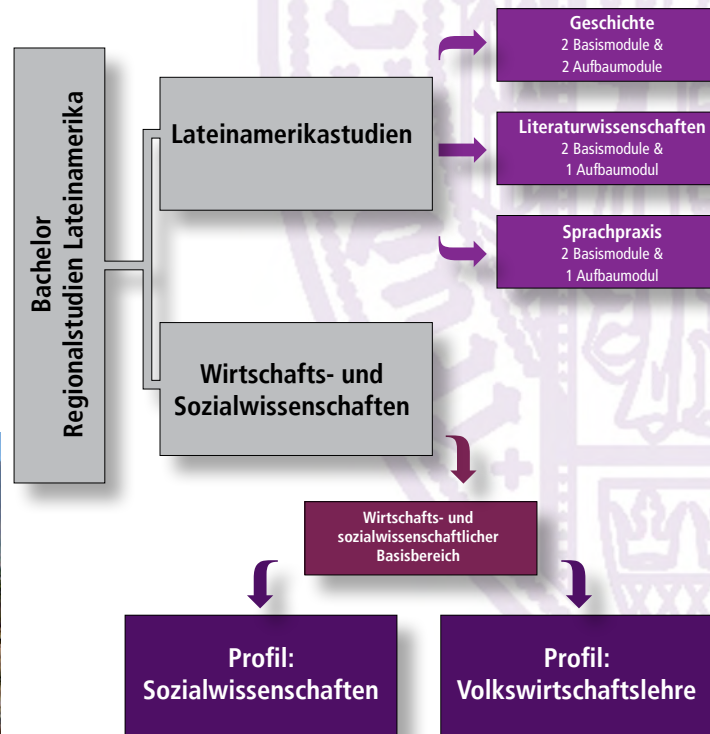 Bachelor
Regionalstudien Lateinamerika
Lateinamerikastudien
Geschichte
2 Basismodule &
2 Aufbaumodule
Literaturwissenschaften
2 Basismodule &
1 Aufbaumodul
Sprachpraxis
2 Basismodule &
1 Aufbaumodul
Wirtschafts- und
Sozialwissenschaften
Wirtschafts- und
sozialwissenschaftlicher
Basisbereich
Profil:
Sozialwissenschaften
Profil:
Volkswirtschaftslehre